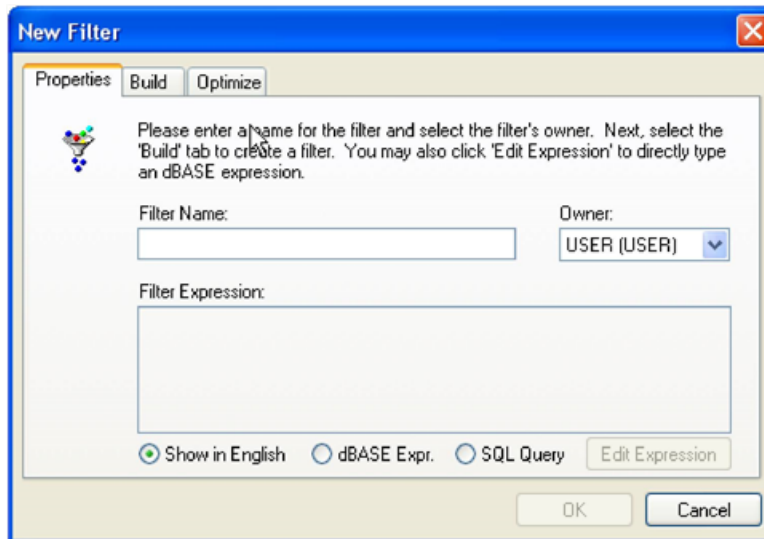 New Filter
Properties Build Optimize
Please enter a name for the filter and select the filter's owner. Next, select the
'Build' tab to create a filter. You may also click 'Edit Expression' to directly type
an dBASE expression.
Filter Name: Owner:
USER (USER)
Filter Expression:
Show in English dBASE Expr. SQL Query Edit Expression
OK Cancel